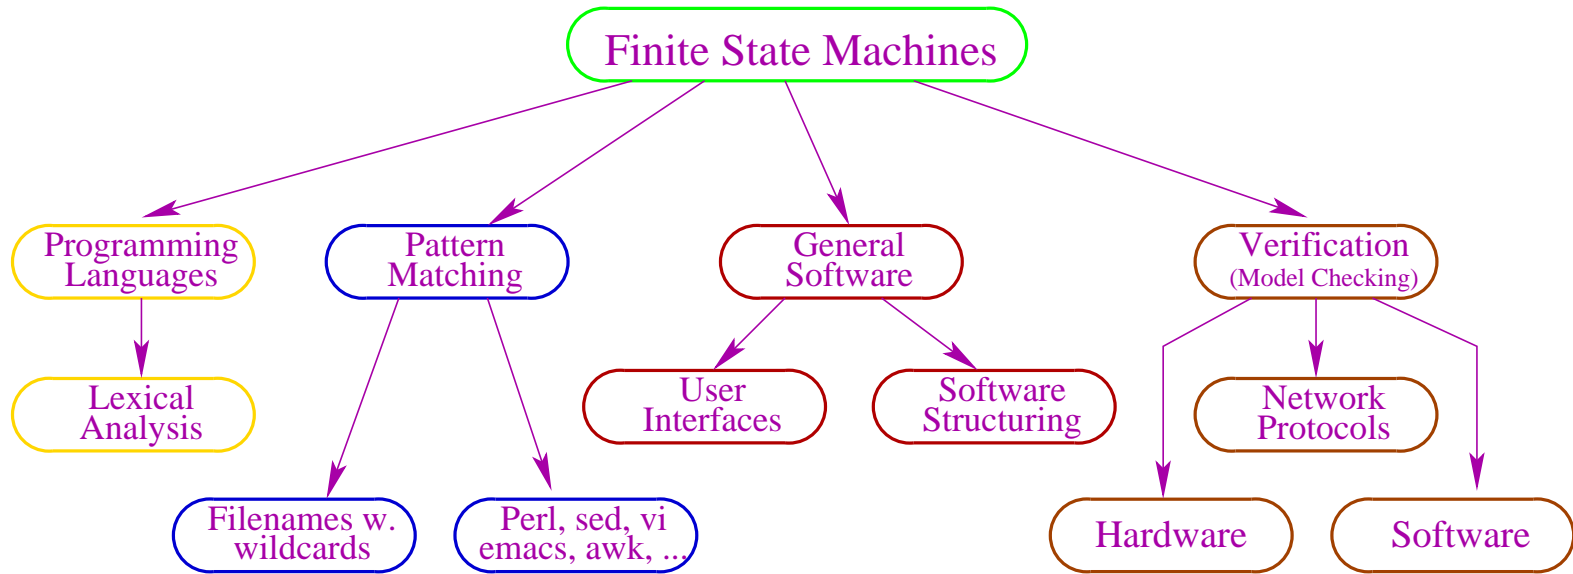 Finite State Machines
Programming
Languages
Pattern
Matching
General
Software
Verification
(Model Checking)
Lexical
Analysis
User
Interfaces
Software
Structuring
Network
Protocols
Filenames w.
wildcards
Perl, sed, vi
emacs, awk, ...
Hardware
Software